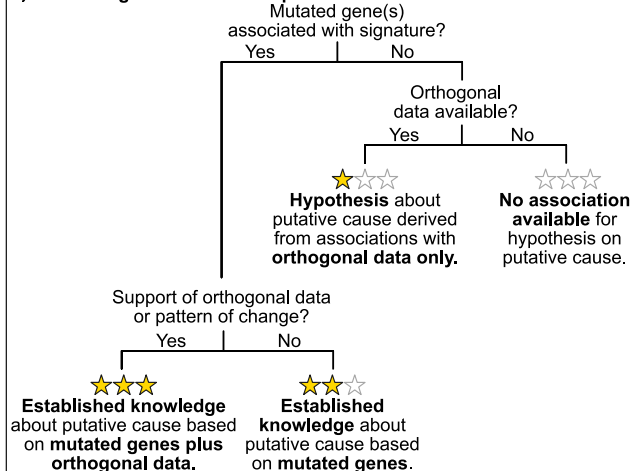 Mutated gene(s)
associated with signature?
Yes
No
Orthogonal
data available?
Yes
No
Hypothesis about
putative cause derived
from associations with
orthogonal data only.
No association
available for
hypothesis on
putative cause.
Support of orthogonal data
or pattern of change?
Yes
No
Established knowledge
about putative cause based
on mutated genes plus
orthogonal data.
Established
knowledge about
putative cause based
on mutated genes.